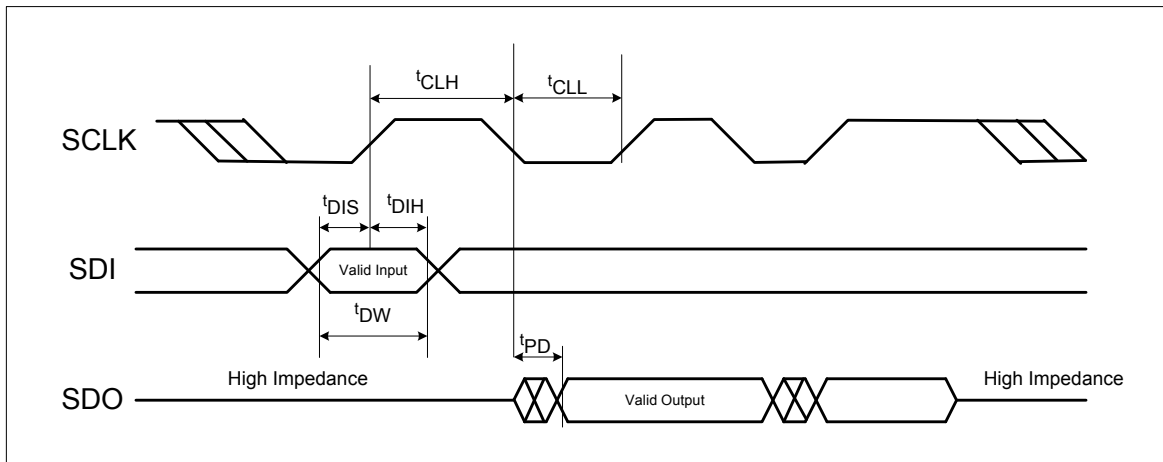 tCLH
tCLL
SCLK
tDIS
tDIH
SDI
Valid Input
tDW
tPD
High Impedance
High Impedance
SDO
Valid Output